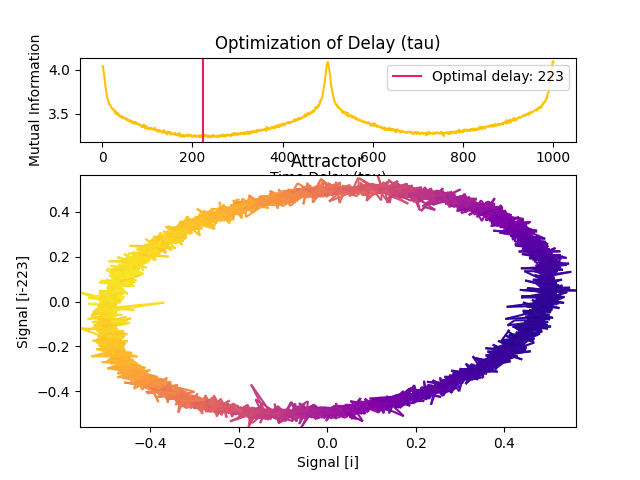 Optimization of Delay (tau)
Mutual Information
4.0
3.5
Optimal delay: 223
0 200 400 600 800 1000
Time Delay (tau)
Attractor
Signal [i-223]
0.4
0.2
0.0
−0.2
−0.4
−0.4 −0.2 0.0 0.2 0.4
Signal [i]